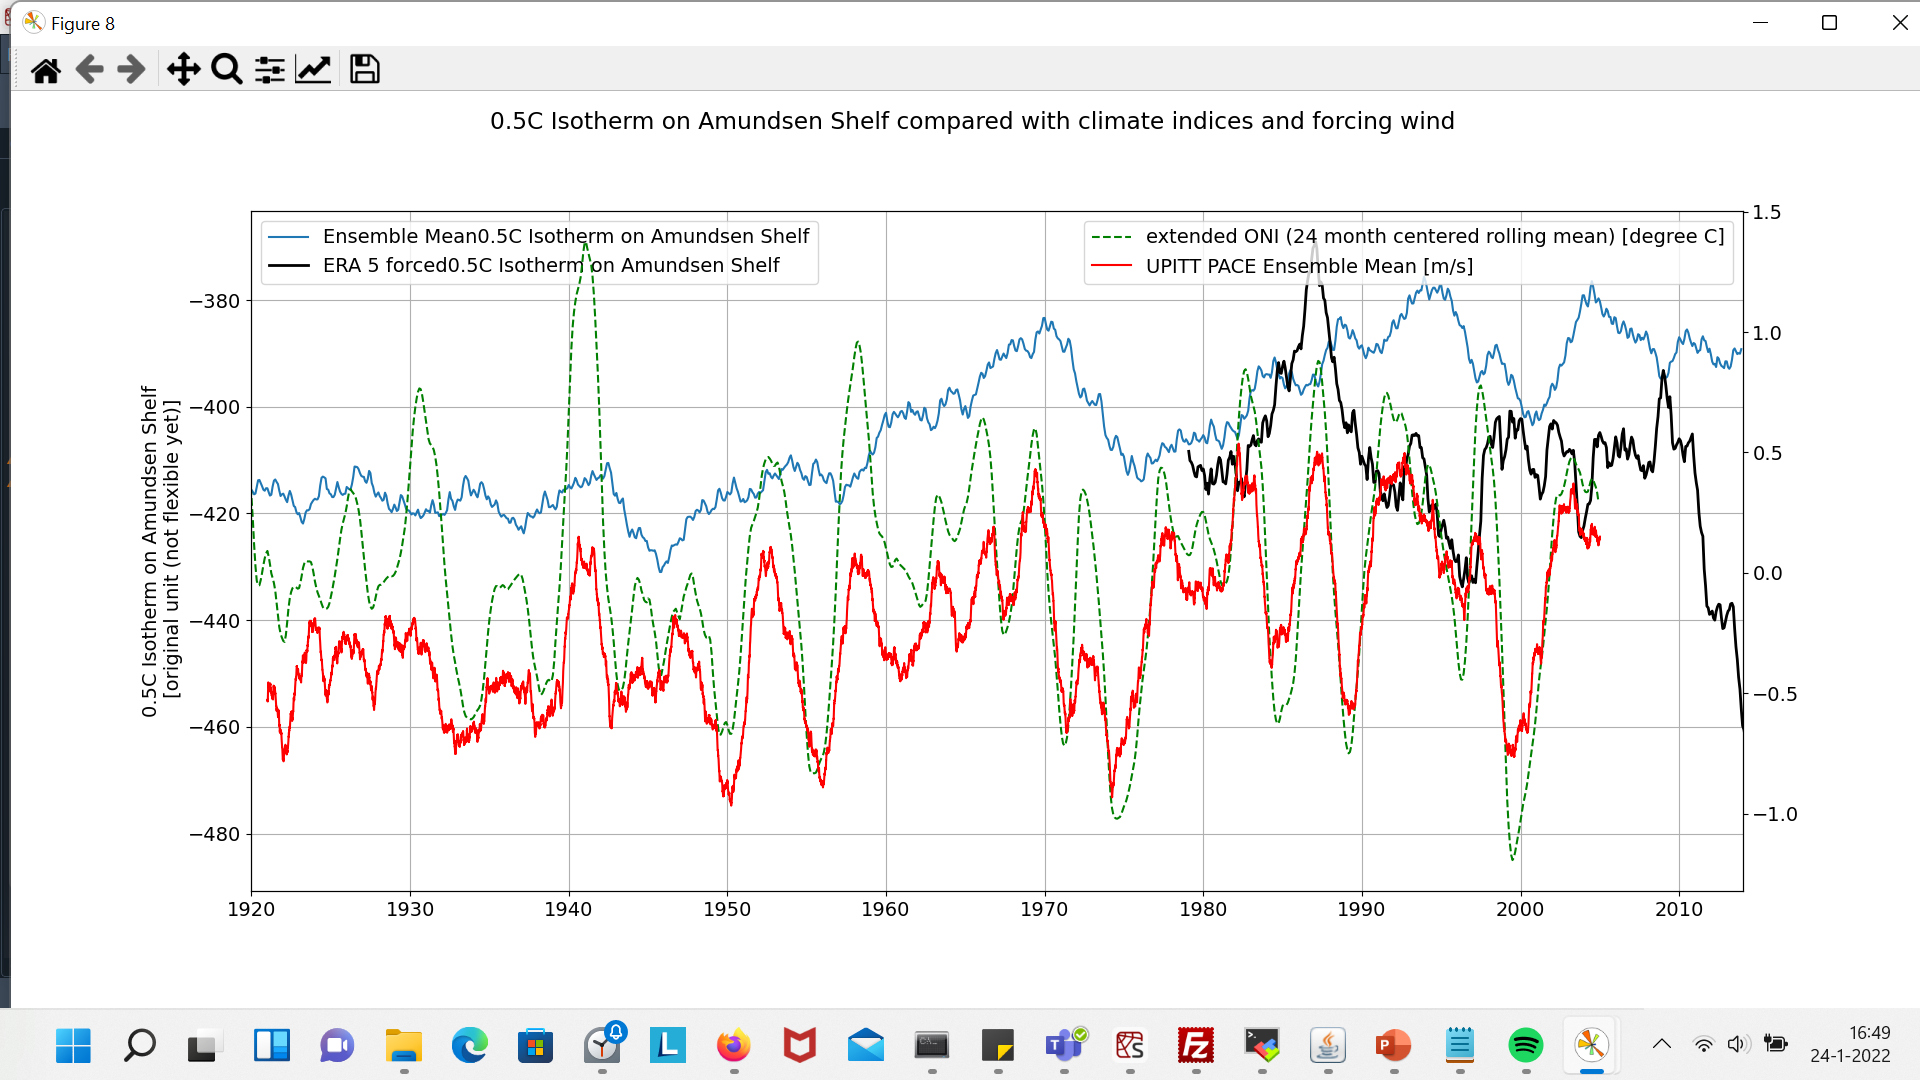 Figure 8
0.5C Isotherm on Amundsen Shelf compared with climate indices and forcing wind
Ensemble Mean0.5C Isotherm on Amundsen Shelf
ERA 5 forced0.5C Isotherm on Amundsen Shelf
extended ONI (24 month centered rolling mean) [degree C]
UPITT PACE Ensemble Mean [m/s]
0.5C Isotherm on Amundsen Shelf
[original unit (not flexible yet)]
−380
−400
−420
−440
−460
−480
1.5
1.0
0.5
0.0
−0.5
−1.0
1920 1930 1940 1950 1960 1970 1980 1990 2000 2010
16:49
24-1-2022